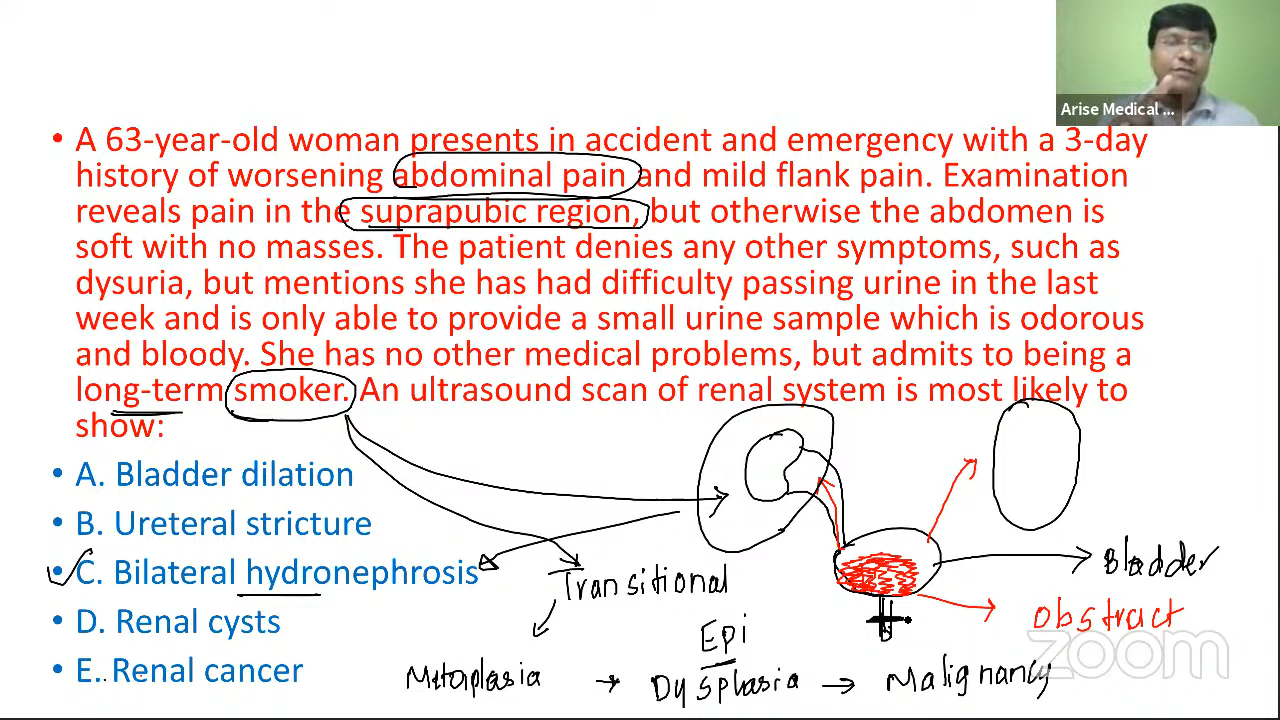 Arise Medical ...
• A 63-year-old woman presents in accident and emergency with a 3-day
history of worsening abdominal pain and mild flank pain. Examination
reveals pain in the suprapubic region, but otherwise the abdomen is
soft with no masses. The patient denies any other symptoms, such as
dysuria, but mentions she has had difficulty passing urine in the last
week and is only able to provide a small urine sample which is odorous
and bloody. She has no other medical problems, but admits to being a
long-term smoker. An ultrasound scan of renal system is most likely to
show:
• A. Bladder dilation
• B. Ureteral stricture
• C. Bilateral hydronephrosis
• D. Renal cysts
• E. Renal cancer
Bladder
Transitional
Obstract
Epi
zoom
Metaplasia → Dysplasia → Malignancy